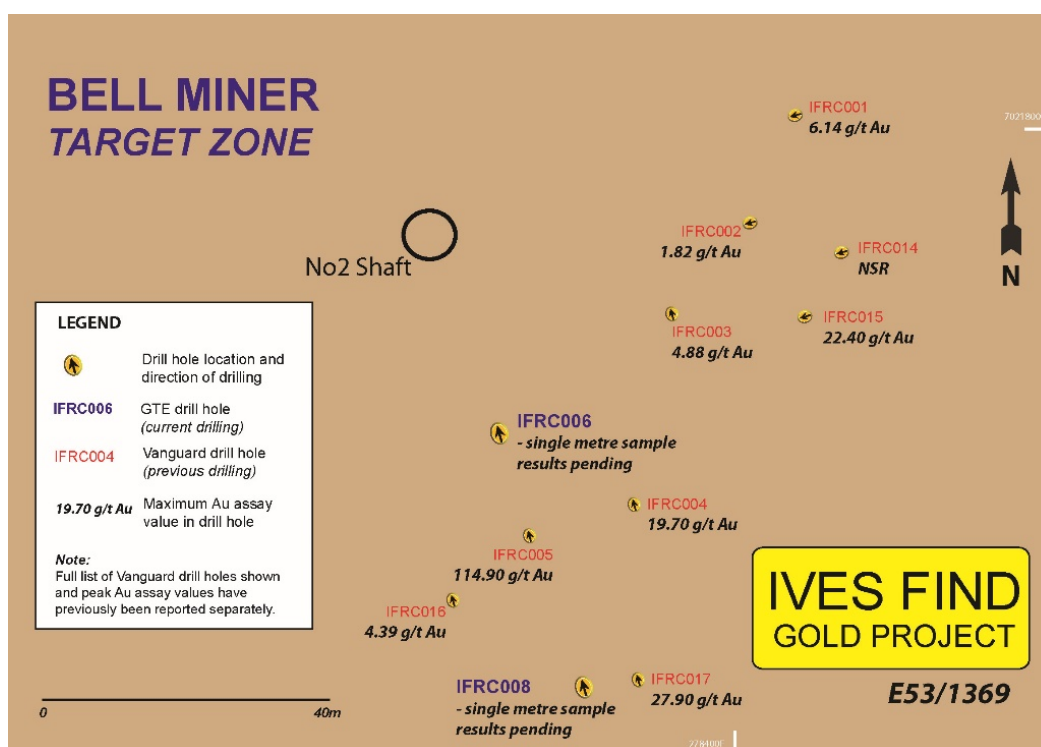 BELL MINER
TARGET ZONE
IFRC001
6.14 g/t Au
7021800
IFRC002
1.82 g/t Au
IFRC014
NSR
N
No2 Shaft
IFRC003
4.88 g/t Au
IFRC015
22.40 g/t Au
LEGEND
Drill hole location and
direction of drilling
IFRC006
GTE drill hole
(current drilling)
IFRC004
Vanguard drill hole
(previous drilling)
19.70 g/t Au
Maximum Au assay
value in drill hole
Note:
Full list of Vanguard drill holes shown
and peak Au assay values have
previously been reported separately.
IFRC006
- single metre sample
results pending
IFRC004
19.70 g/t Au
IFRC005
114.90 g/t Au
IFRC016
4.39 g/t Au
IFRC008
- single metre sample
results pending
IFRC017
27.90 g/t Au
IVES FIND
GOLD PROJECT
E53/1369
0
40m
278400E